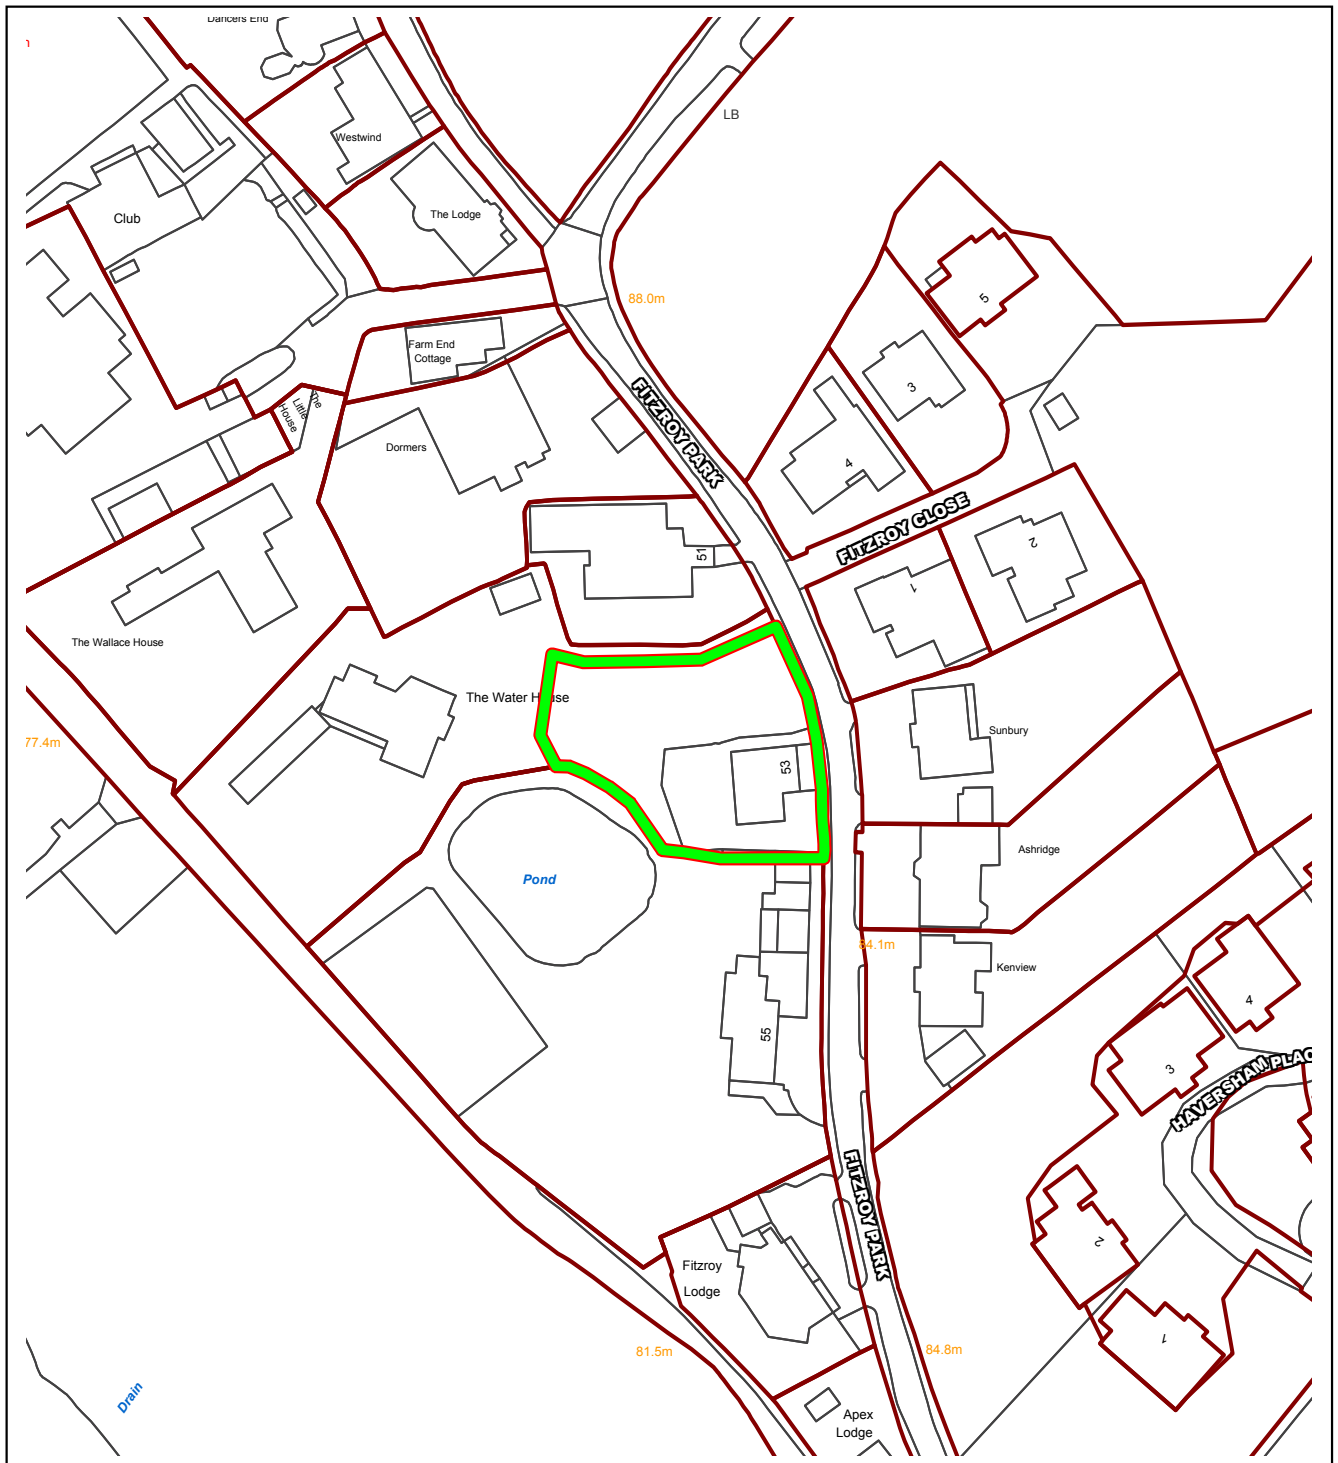 Dancers End
LB
Westwind
Club
The Lodge
5
88.0m
Farm End
Cottage
3
FITZROY PARK
The
Little
House
Dormers
4
FITZROY CLOSE
51
2
1
The Wallace House
The Water H se
Sunbury
77.4m
53
Ashridge
Pond
84.1m
Kenview
4
55
3
HAVERSHAM PLAC
FITZROY PARK
2
Fitzroy
Lodge
1
81.5m
84.8m
Drain
Apex
Lodge